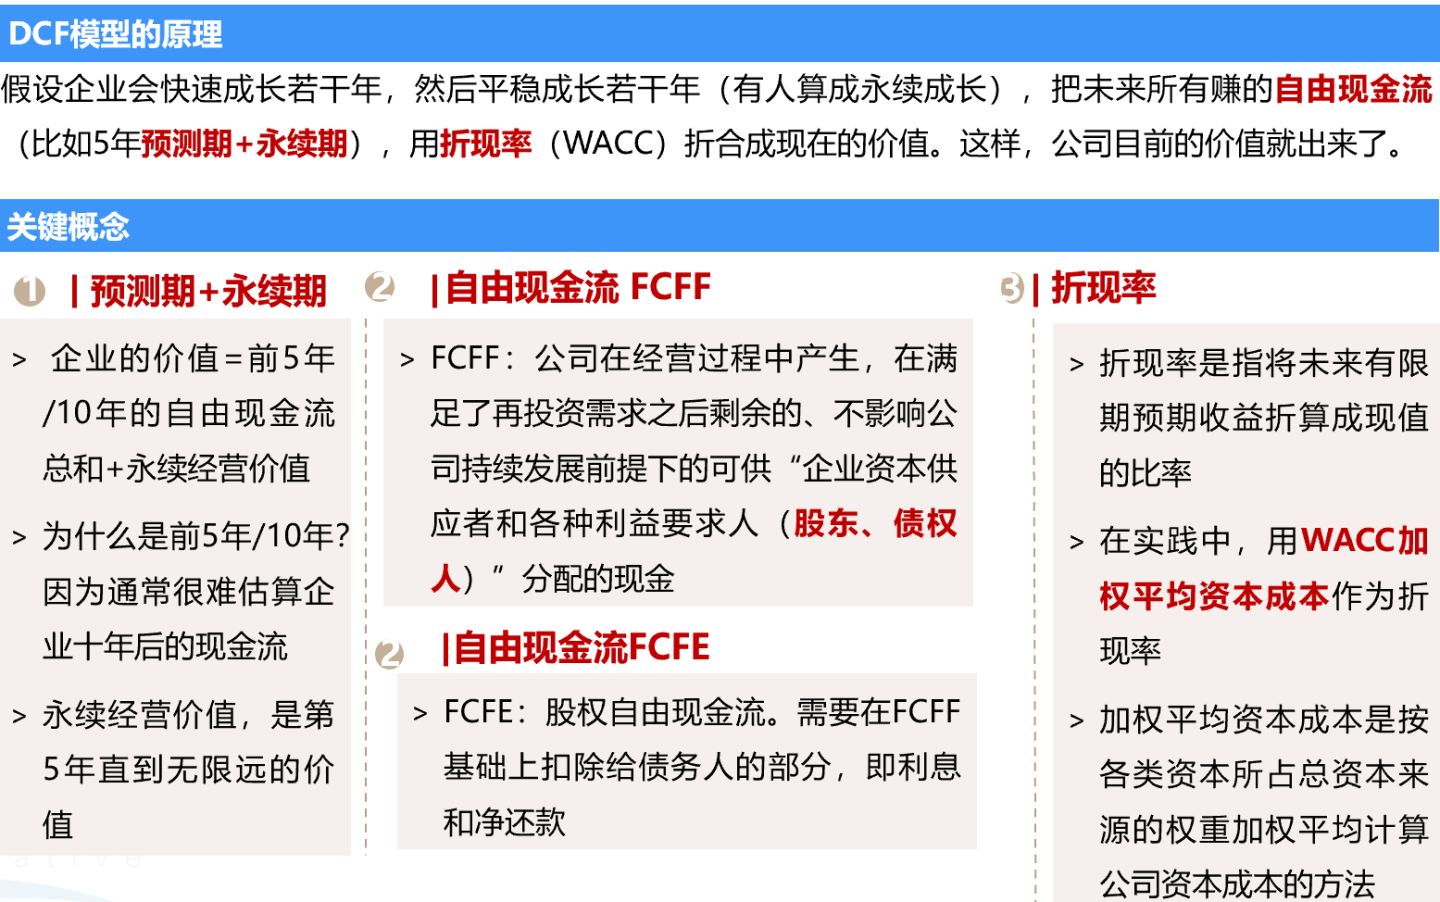 DCF模型的原理
假设企业会快速成长若干年，然后平稳成长若干年（有人算成永续成长），把未来所有赚的自由现金流
（比如5年预测期+永续期），用折现率（WACC）折合成现在的价值。这样，公司目前的价值就出来了。
关键概念
1 | 预测期+永续期
> 企业的价值=前5年
/10年的自由现金流
总和+永续经营价值
> 为什么是前5年/10年?
因为通常很难估算企
业十年后的现金流
> 永续经营价值，是第
5年直到无限远的价
值
2 |自由现金流 FCFF
> FCFF：公司在经营过程中产生，在满
足了再投资需求之后剩余的、不影响公
司持续发展前提下的可供“企业资本供
应者和各种利益要求人（股东、债权
人）”分配的现金
2 |自由现金流FCFE
> FCFE：股权自由现金流。需要在FCFF
基础上扣除给债务人的部分，即利息
和净还款
3 | 折现率
> 折现率是指将未来有限
期预期收益折算成现值
的比率
> 在实践中，用WACC加
权平均资本成本作为折
现率
> 加权平均资本成本是按
各类资本所占总资本来
源的权重加权平均计算
公司资本成本的方法
ative